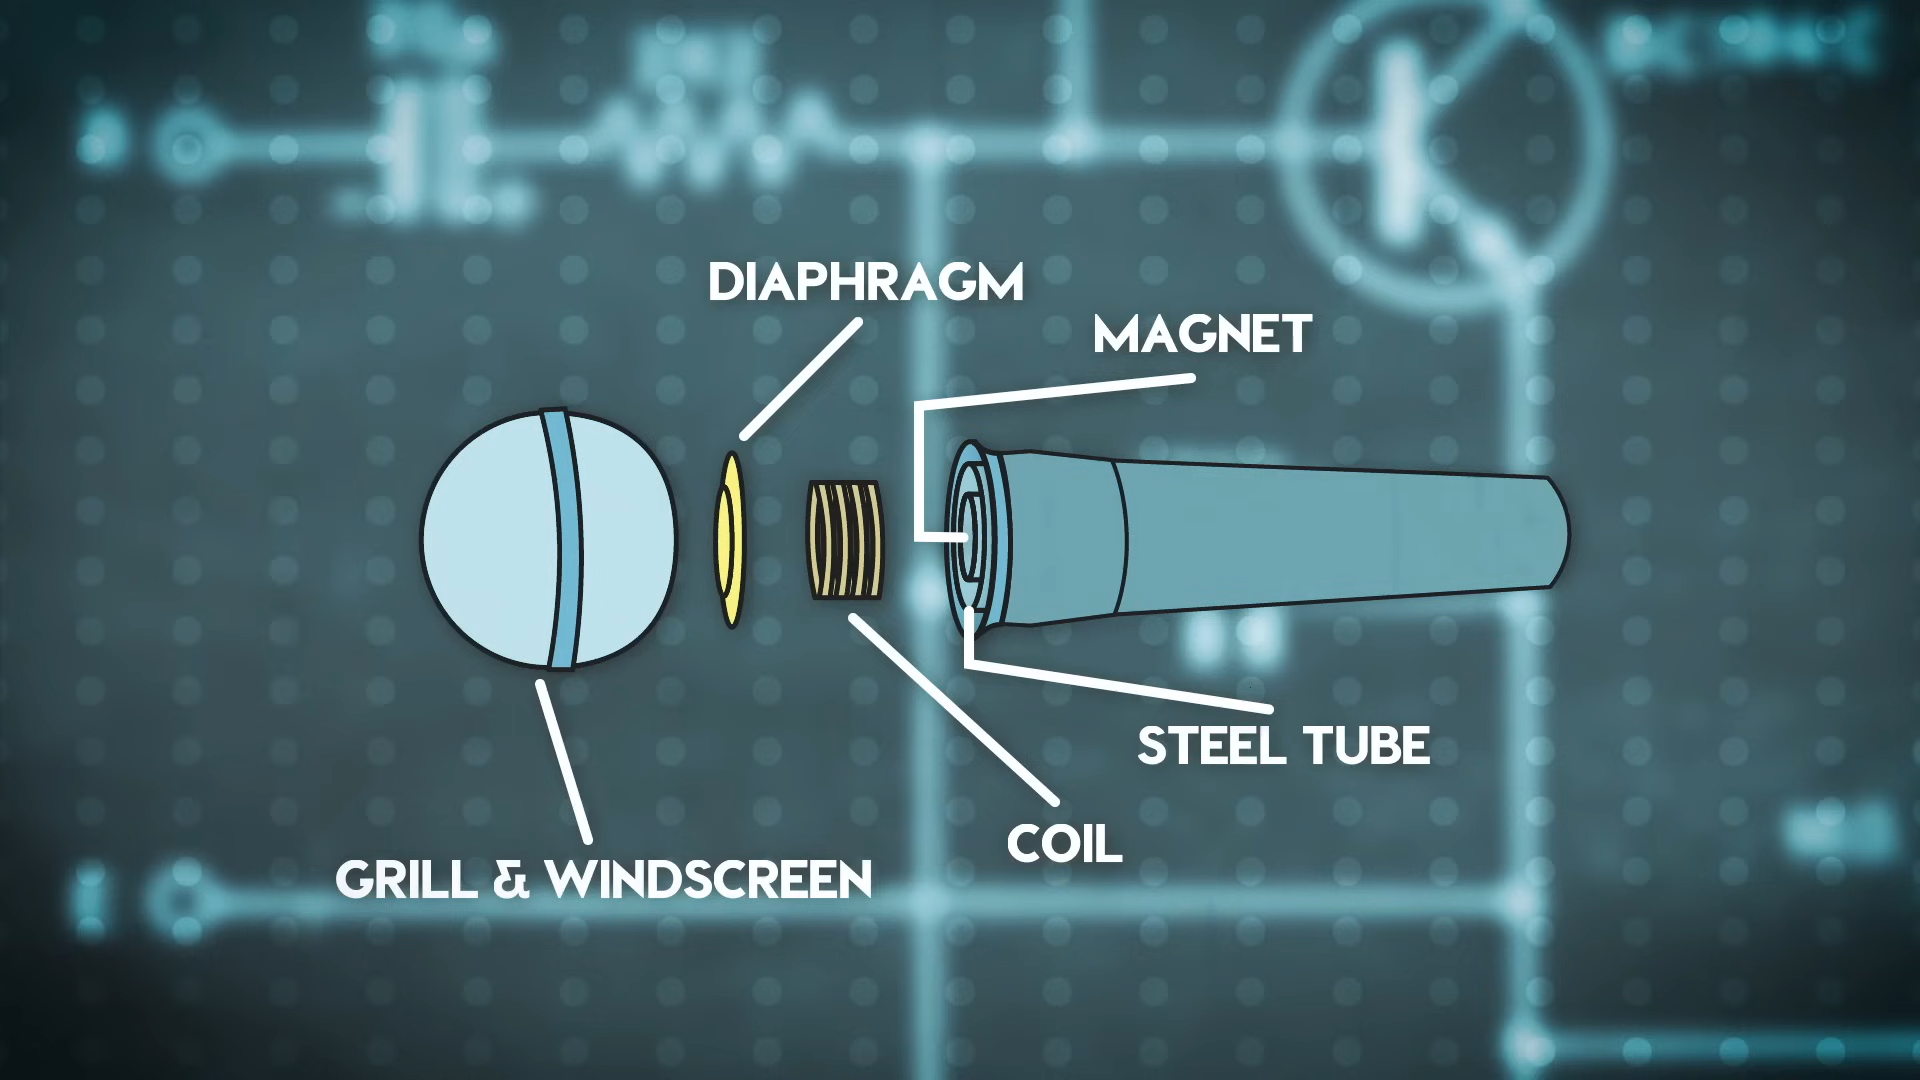 DIAPHRAGM
MAGNET
STEEL TUBE
COIL
GRILL & WINDSCREEN